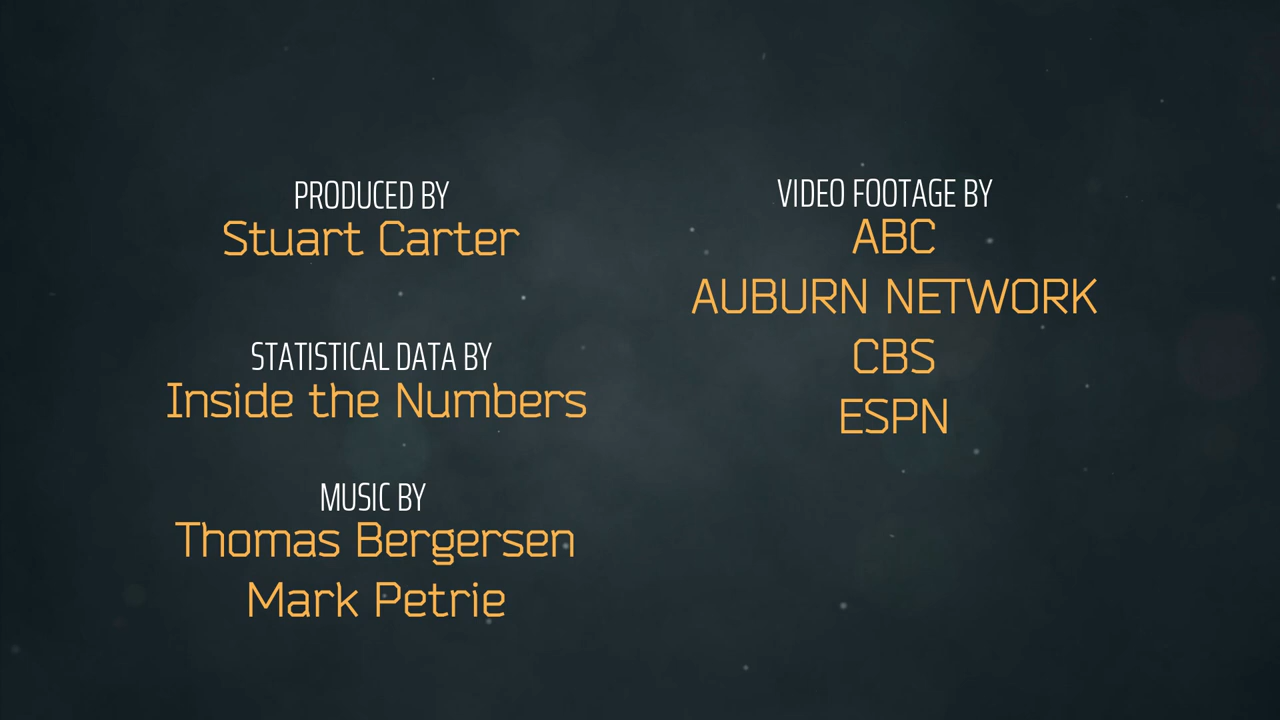 PRODUCED BY
Stuart Carter
STATISTICAL DATA BY
Inside the Numbers
MUSIC BY
Thomas Bergersen
Mark Petrie
VIDEO FOOTAGE BY
ABC
AUBURN NETWORK
CBS
ESPN